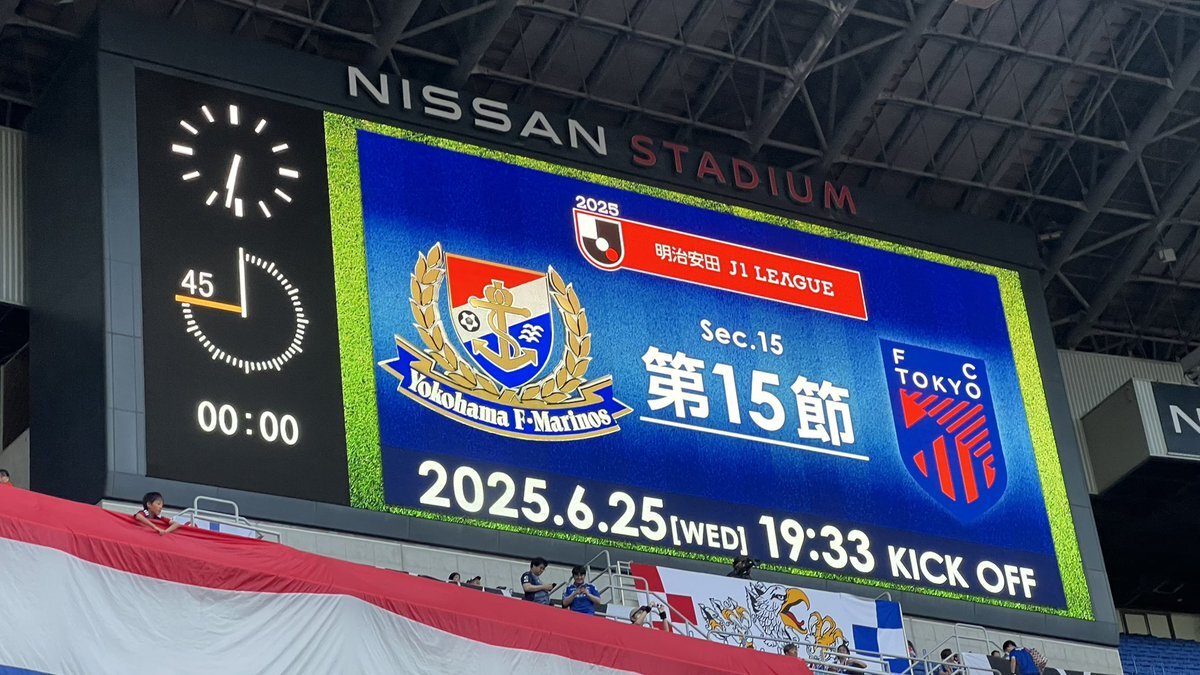 NISSAN STADIUM
45
00:00
2025
明治安田 J1 LEAGUE
Yokohama F·Marinos
Sec.15
第15節
F C
TOKYO
2025.6.25[WED] 19:33 KICK OFF
N